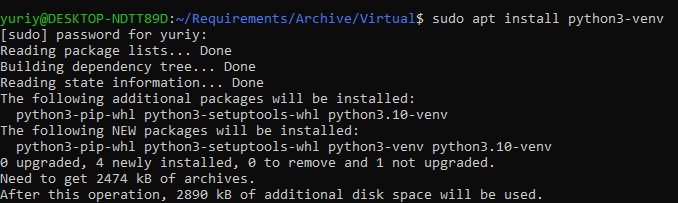 yuriy@DESKTOP-NDTT89D:~/Requirements/Archive/Virtual$ sudo apt install python3-venv
[sudo] password for yuriy:
Reading package lists... Done
Building dependency tree... Done
Reading state information... Done
The following additional packages will be installed:
  python3-pip-whl python3-setuptools-whl python3.10-venv
The following NEW packages will be installed:
  python3-pip-whl python3-setuptools-whl python3-venv python3.10-venv
0 upgraded, 4 newly installed, 0 to remove and 1 not upgraded.
Need to get 2474 kB of archives.
After this operation, 2890 kB of additional disk space will be used.